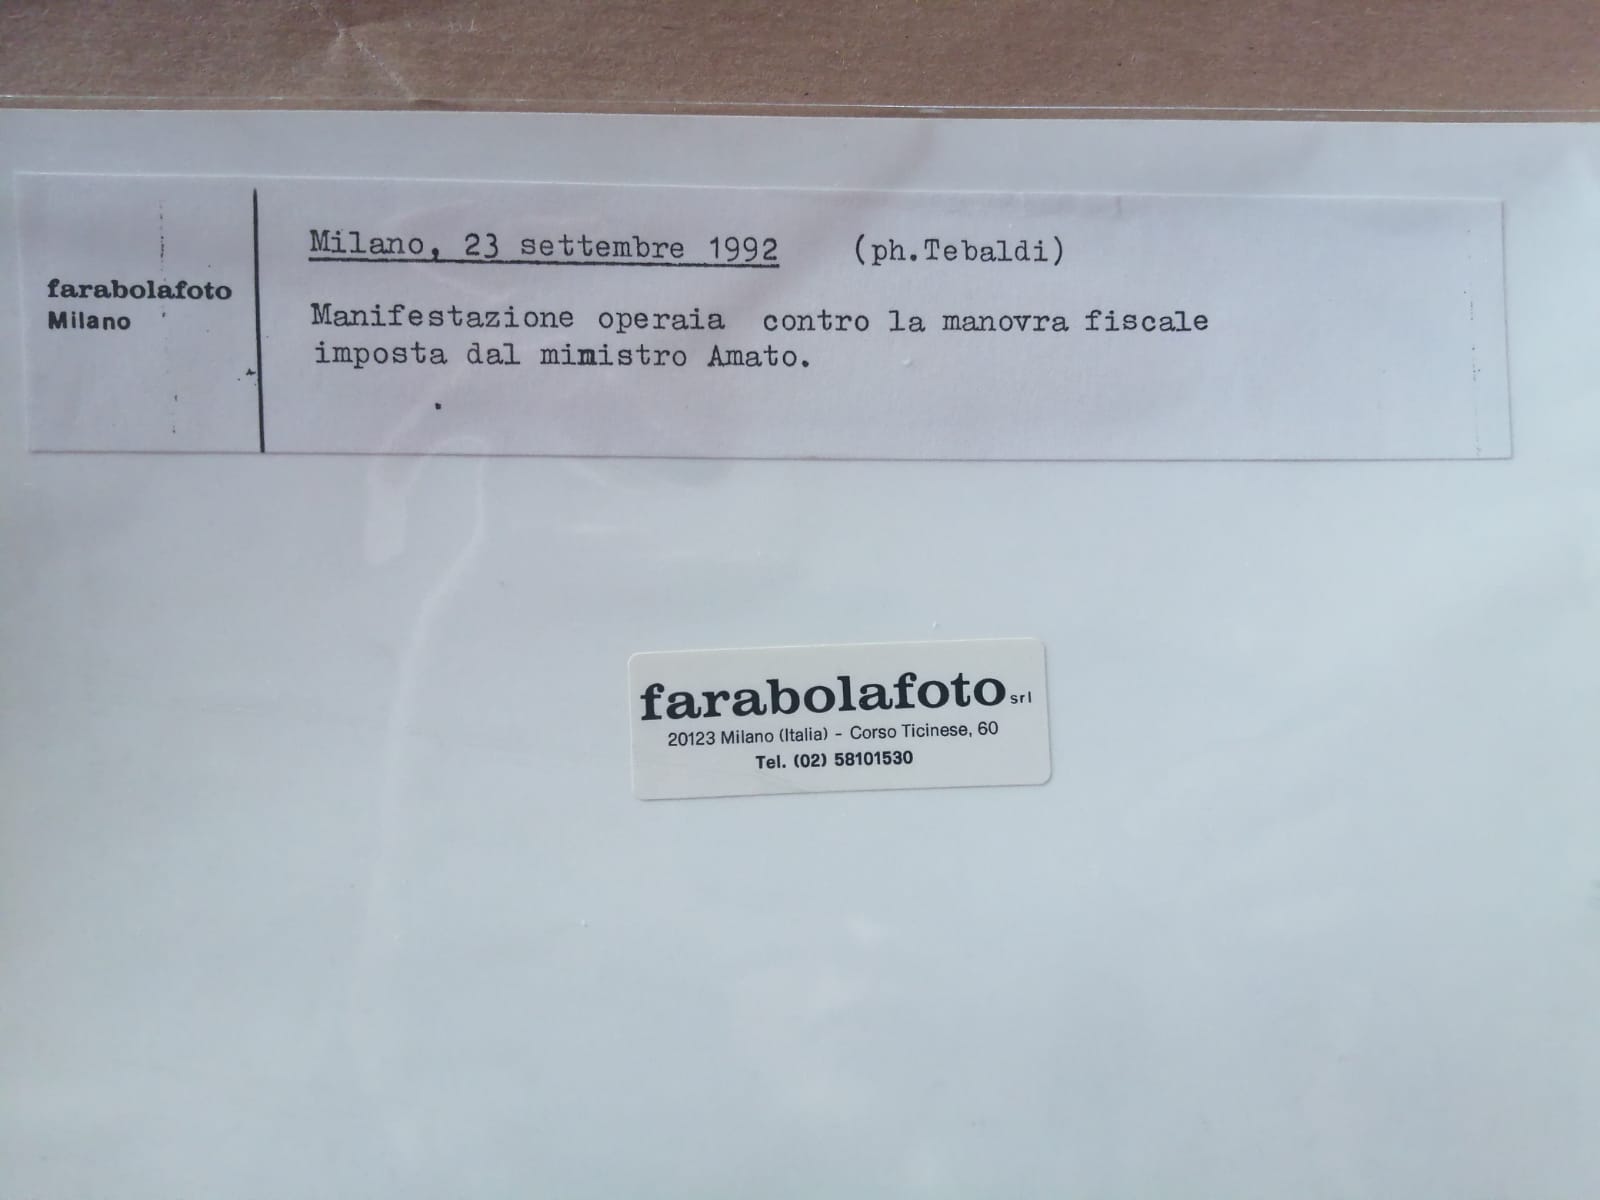 farabolafoto
Milano
Milano, 23 settembre 1992 (ph.Tebaldi)
Manifestazione operaia contro la manovra fiscale
imposta dal ministro Amato.
farabolafoto srl
20123 Milano (Italia) - Corso Ticinese, 60
Tel. (02) 58101530